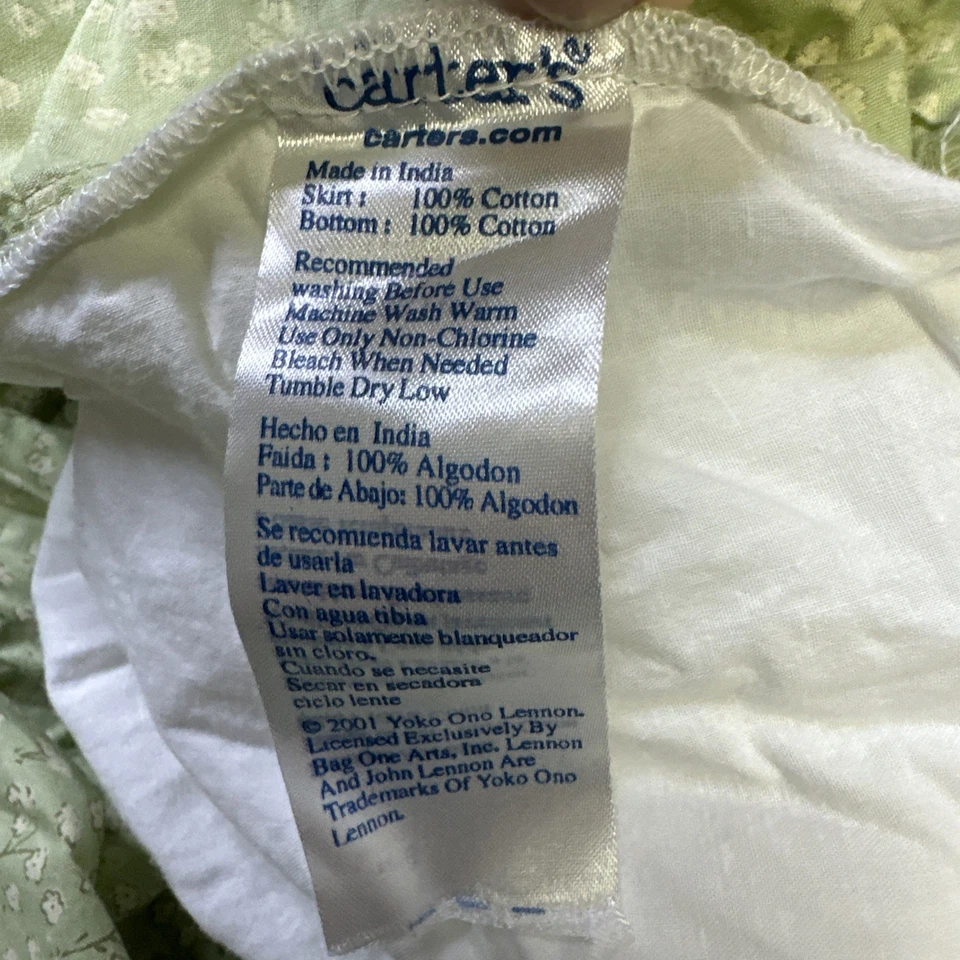 carter's
carters.com
Made in India
Skirt : 100% Cotton
Bottom : 100% Cotton
Recommended
washing Before Use
Machine Wash Warm
Use Only Non-Chlorine
Bleach When Needed
Tumble Dry Low
Hecho en India
Faida : 100% Algodon
Parte de Abajo: 100% Algodon
Se recomienda lavar antes
de usarla
Laver en lavadora
Con agua tibia
Usar solamente blanqueador
sin cloro.
Cuando se necasite
Secar en secadora
ciclo lente
© 2001 Yoko Ono Lennon.
Licensed Exclusively By
Bag One Arts, Inc. Lennon
And John Lennon Are
Trademarks Of Yoko Ono
Lennon.